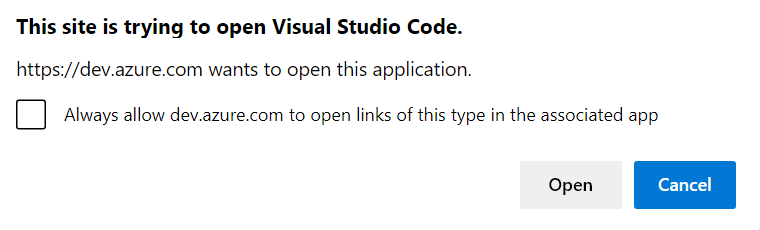 This site is trying to open Visual Studio Code.
https://dev.azure.com wants to open this application.
Always allow dev.azure.com to open links of this type in the associated app
Open Cancel